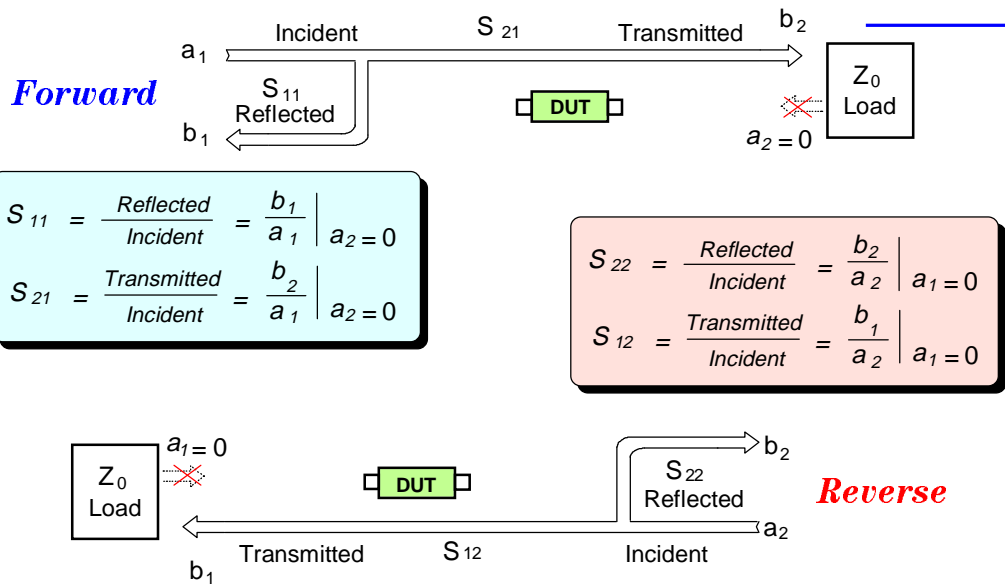 a₁ Incident S₂₁ Transmitted b₂
Forward
S₁₁
Reflected
b₁
DUT
Z₀
Load
a₂ = 0
S₁₁ = Reflected / Incident = b₁ / a₁ | a₂ = 0
S₂₁ = Transmitted / Incident = b₂ / a₁ | a₂ = 0
S₂₂ = Reflected / Incident = b₂ / a₂ | a₁ = 0
S₁₂ = Transmitted / Incident = b₁ / a₂ | a₁ = 0
Z₀
Load
a₁ = 0
DUT
b₂
S₂₂
Reflected
Reverse
a₂
b₁ Transmitted S₁₂ Incident